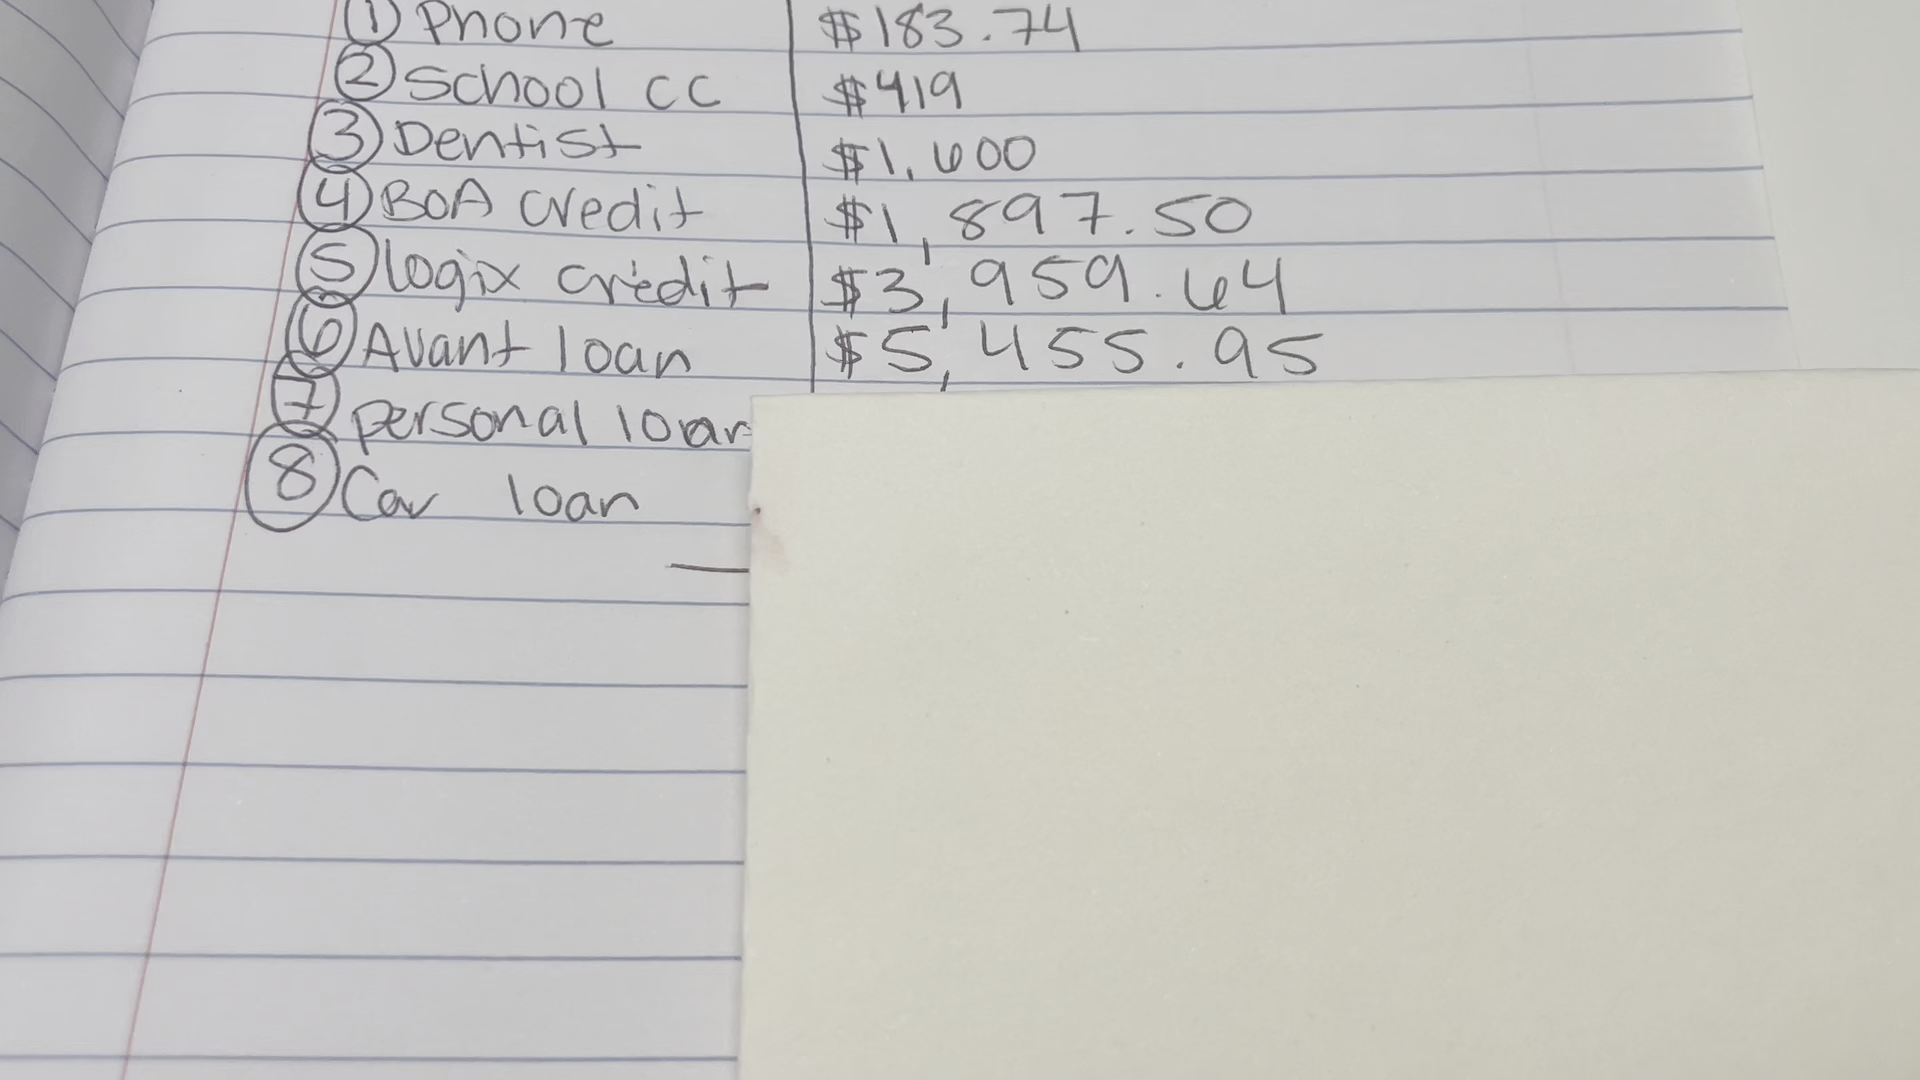 ① Phone $183.74
② School cc $419
③ Dentist $1,600
④ BOA credit $1,897.50
⑤ logix credit $3,959.64
⑥ Avant loan $5,455.95
⑦ personal loan
⑧ Car loan